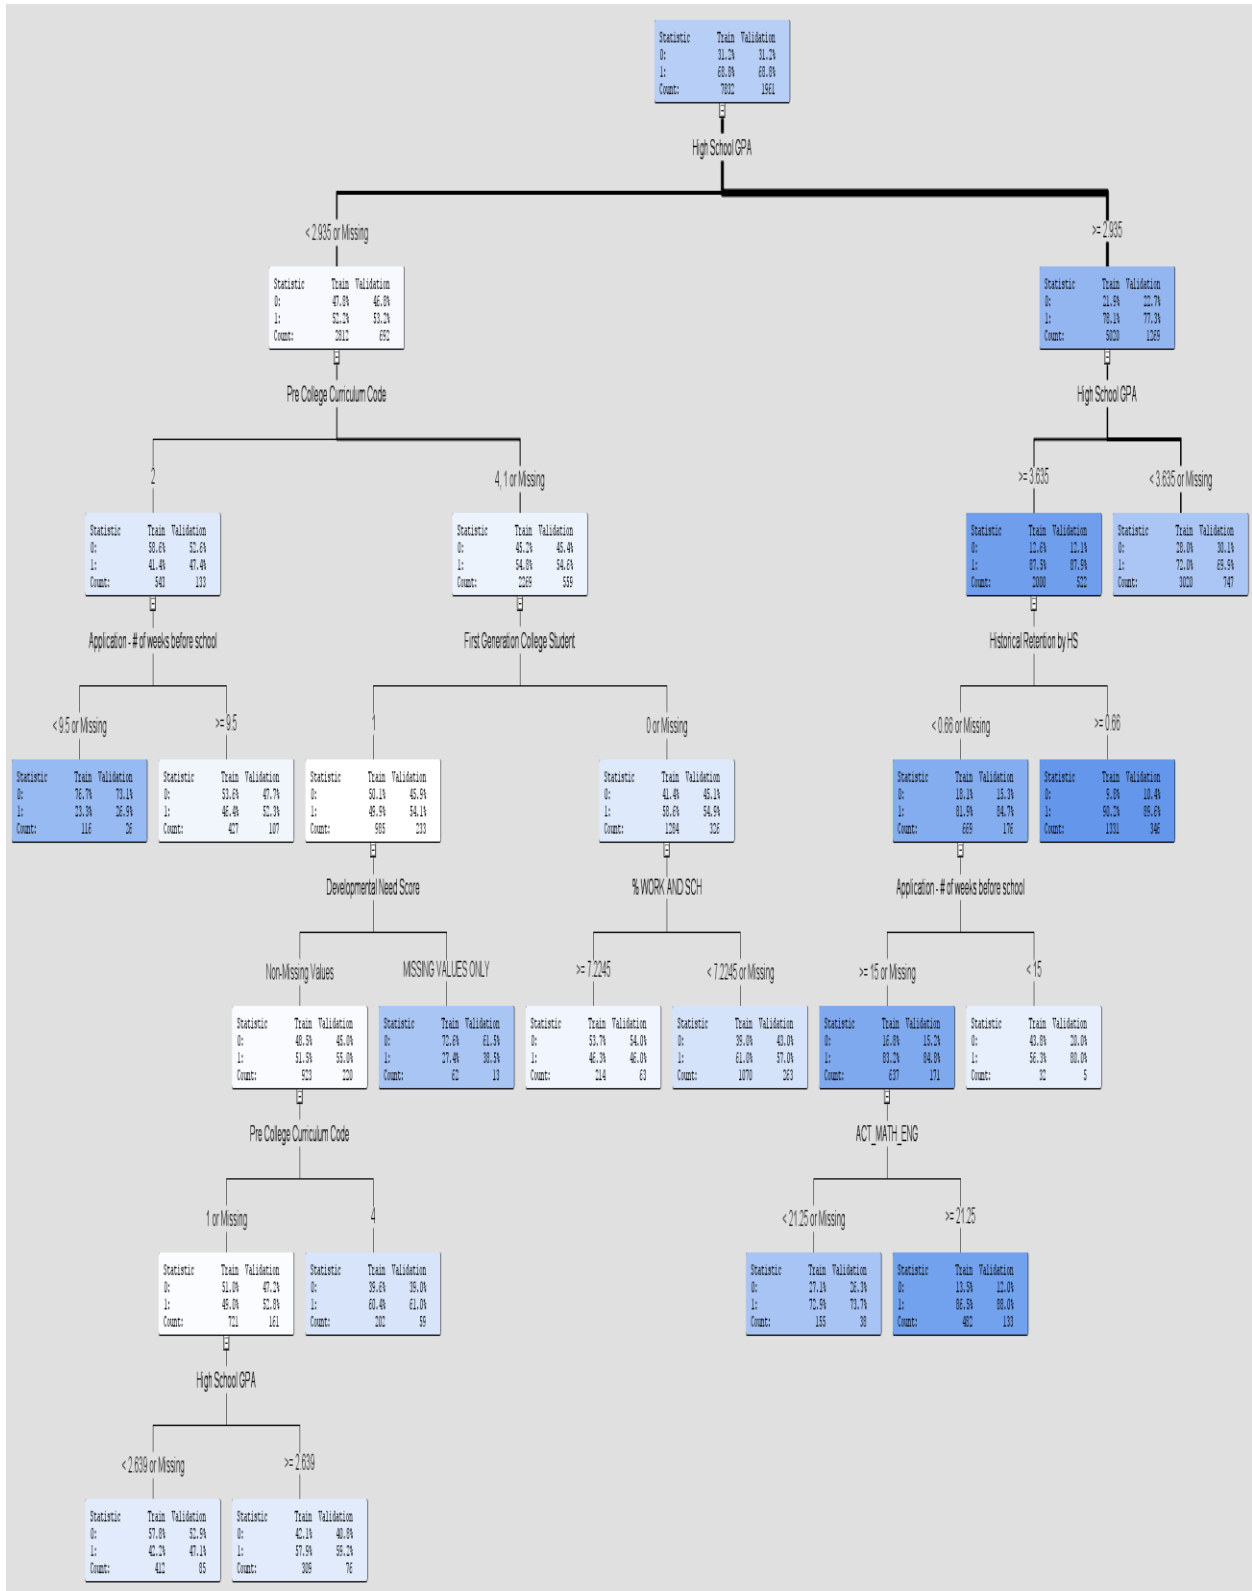 Statistic Train Validation
0: 31.2% 31.2%
1: 68.8% 68.8%
Count: 7832 1961
High School GPA
< 2.935 or Missing
>= 2.935
Statistic Train Validation
0: 47.8% 46.8%
1: 52.2% 53.2%
Count: 2812 692
Statistic Train Validation
0: 21.9% 22.7%
1: 78.1% 77.3%
Count: 5020 1269
Pre College Curriculum Code
High School GPA
2
4, 1 or Missing
>= 3.635
< 3.635 or Missing
Statistic Train Validation
0: 58.6% 52.6%
1: 41.4% 47.4%
Count: 543 133
Statistic Train Validation
0: 45.2% 45.4%
1: 54.8% 54.6%
Count: 2269 559
Statistic Train Validation
0: 12.6% 12.1%
1: 87.5% 87.9%
Count: 2000 522
Statistic Train Validation
0: 28.0% 30.1%
1: 72.0% 69.9%
Count: 3020 747
Application - # of weeks before school
First Generation College Student
Historical Retention by HS
< 9.5 or Missing
>= 9.5
1
0 or Missing
< 0.66 or Missing
>= 0.66
Statistic Train Validation
0: 76.7% 73.1%
1: 23.3% 26.9%
Count: 116 26
Statistic Train Validation
0: 53.6% 47.7%
1: 46.4% 52.3%
Count: 427 107
Statistic Train Validation
0: 50.1% 45.9%
1: 49.9% 54.1%
Count: 985 233
Statistic Train Validation
0: 41.4% 45.1%
1: 58.6% 54.9%
Count: 1284 326
Statistic Train Validation
0: 18.1% 15.3%
1: 81.9% 84.7%
Count: 669 176
Statistic Train Validation
0: 9.8% 10.4%
1: 90.2% 89.6%
Count: 1331 346
Developmental Need Score
% WORK AND SCH
Application - # of weeks before school
Non-Missing Values
MISSING VALUES ONLY
>= 7.2245
< 7.2245 or Missing
>= 15 or Missing
< 15
Statistic Train Validation
0: 48.5% 45.0%
1: 51.5% 55.0%
Count: 923 220
Statistic Train Validation
0: 72.6% 61.5%
1: 27.4% 38.5%
Count: 62 13
Statistic Train Validation
0: 53.7% 54.0%
1: 46.3% 46.0%
Count: 214 63
Statistic Train Validation
0: 39.0% 43.0%
1: 61.0% 57.0%
Count: 1070 263
Statistic Train Validation
0: 16.8% 15.2%
1: 83.2% 84.8%
Count: 637 171
Statistic Train Validation
0: 43.8% 20.0%
1: 56.3% 80.0%
Count: 32 5
Pre College Curriculum Code
ACT_MATH_ENG
1 or Missing
4
< 21.25 or Missing
>= 21.25
Statistic Train Validation
0: 51.0% 47.2%
1: 49.0% 52.8%
Count: 721 161
Statistic Train Validation
0: 39.6% 39.0%
1: 60.4% 61.0%
Count: 202 59
Statistic Train Validation
0: 27.1% 26.3%
1: 72.9% 73.7%
Count: 155 38
Statistic Train Validation
0: 13.5% 12.0%
1: 86.5% 88.0%
Count: 482 133
High School GPA
< 2.639 or Missing
>= 2.639
Statistic Train Validation
0: 57.8% 52.9%
1: 42.2% 47.1%
Count: 412 85
Statistic Train Validation
0: 42.1% 40.8%
1: 57.9% 59.2%
Count: 309 76